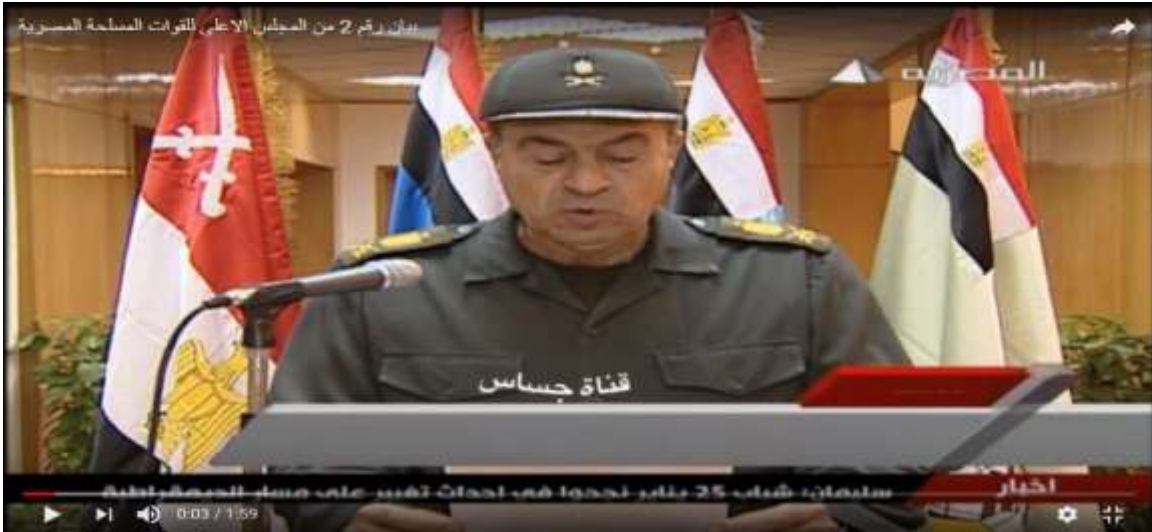 بيان رقم 2 من المجلس الاعلى للقوات المسلحة المصرية
المصرية
قناة جساس
اخبار
سليمان: شباب 25 يناير نجحوا في احداث تغيير على مسار الديمقراطية
0:03 / 1:59